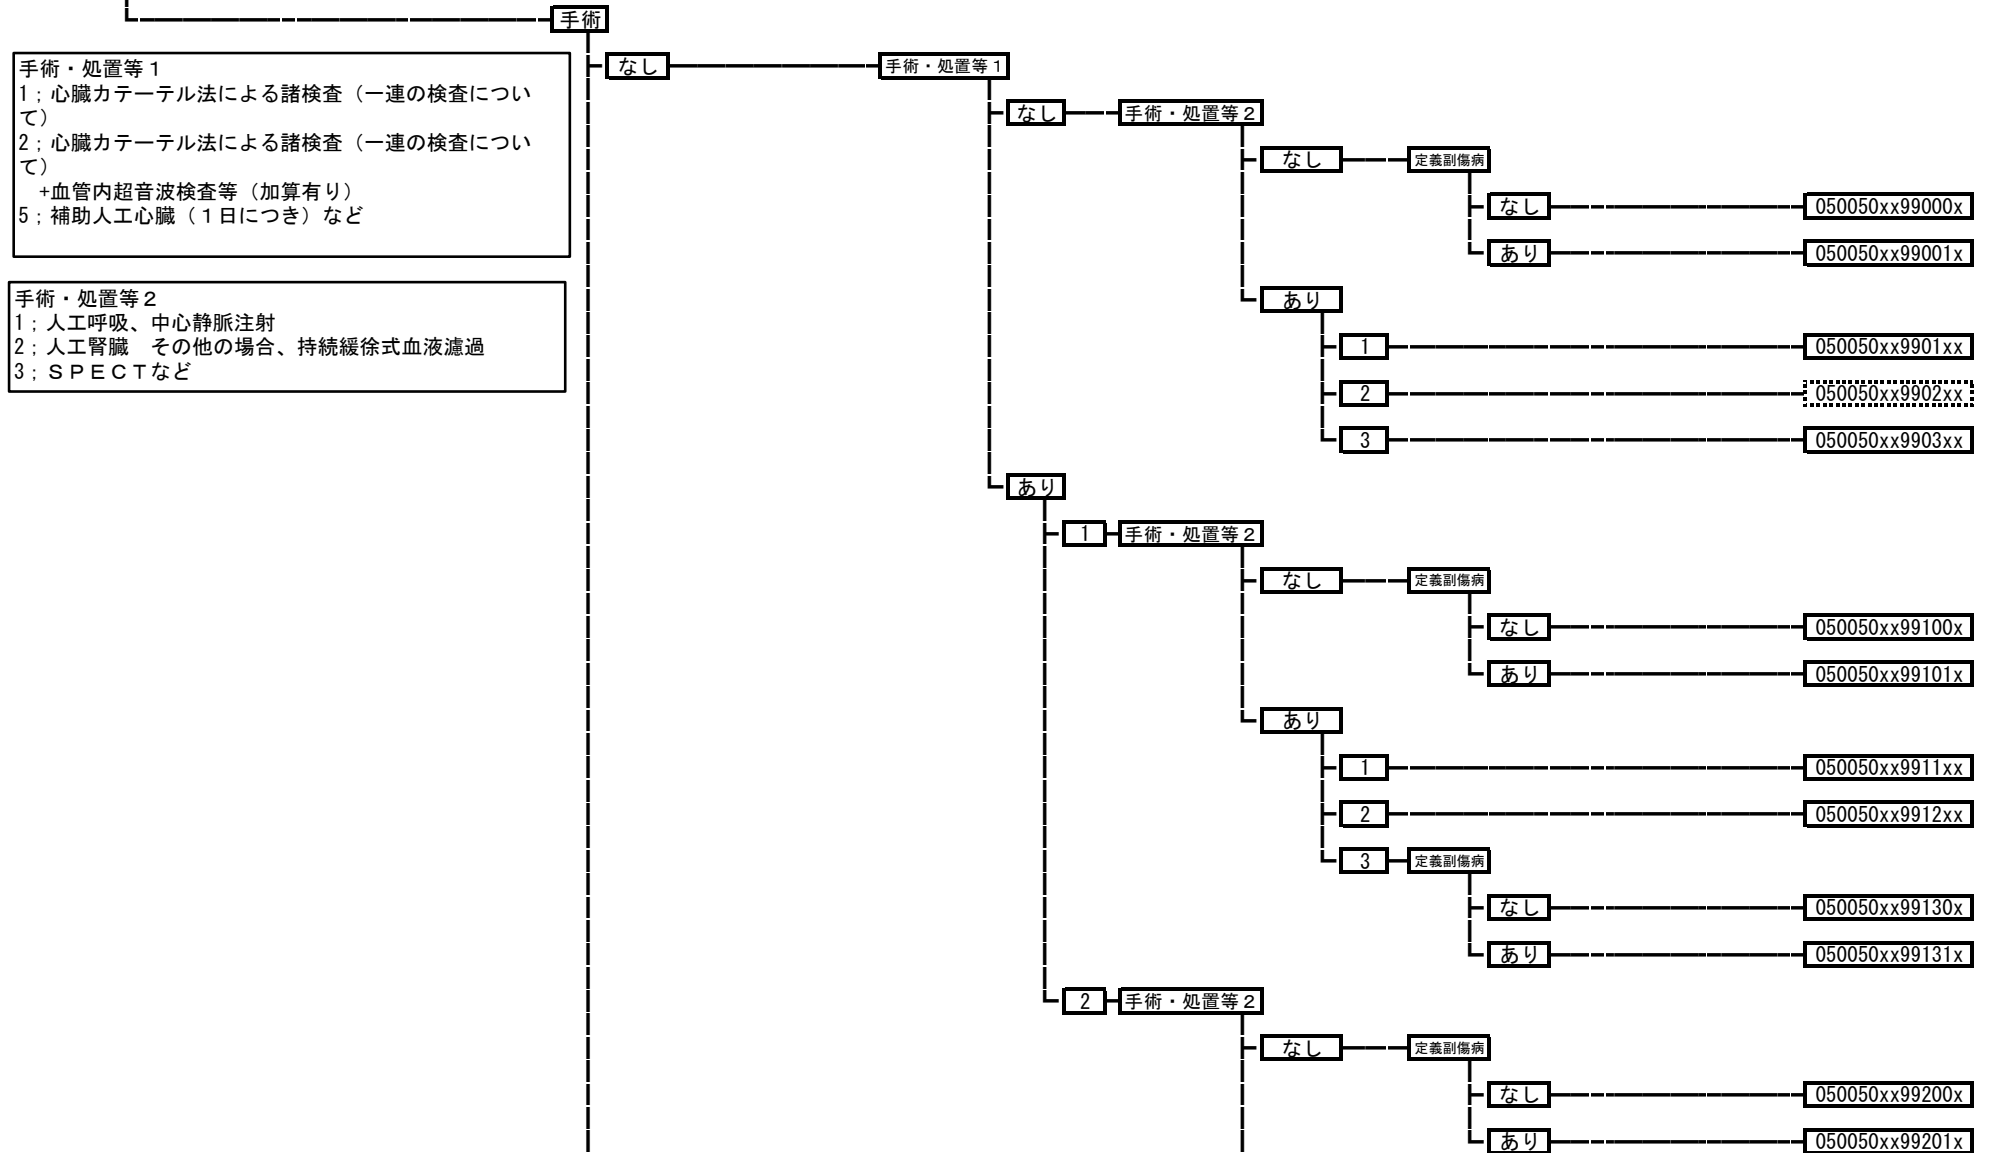 手術
なし
手術・処置等１
手術・処置等１
1；心臓カテーテル法による諸検査（一連の検査につい
て）
2；心臓カテーテル法による諸検査（一連の検査につい
て）
+血管内超音波検査等（加算有り）
5；補助人工心臓（１日につき）など
なし
手術・処置等２
なし
定義副傷病
なし
050050xx99000x
あり
050050xx99001x
手術・処置等２
1；人工呼吸、中心静脈注射
2；人工腎臓　その他の場合、持続緩徐式血液濾過
3；ＳＰＥＣＴなど
あり
1
050050xx9901xx
2
050050xx9902xx
3
050050xx9903xx
あり
1
手術・処置等２
なし
定義副傷病
なし
050050xx99100x
あり
050050xx99101x
あり
1
050050xx9911xx
2
050050xx9912xx
3
定義副傷病
なし
050050xx99130x
あり
050050xx99131x
2
手術・処置等２
なし
定義副傷病
なし
050050xx99200x
あり
050050xx99201x